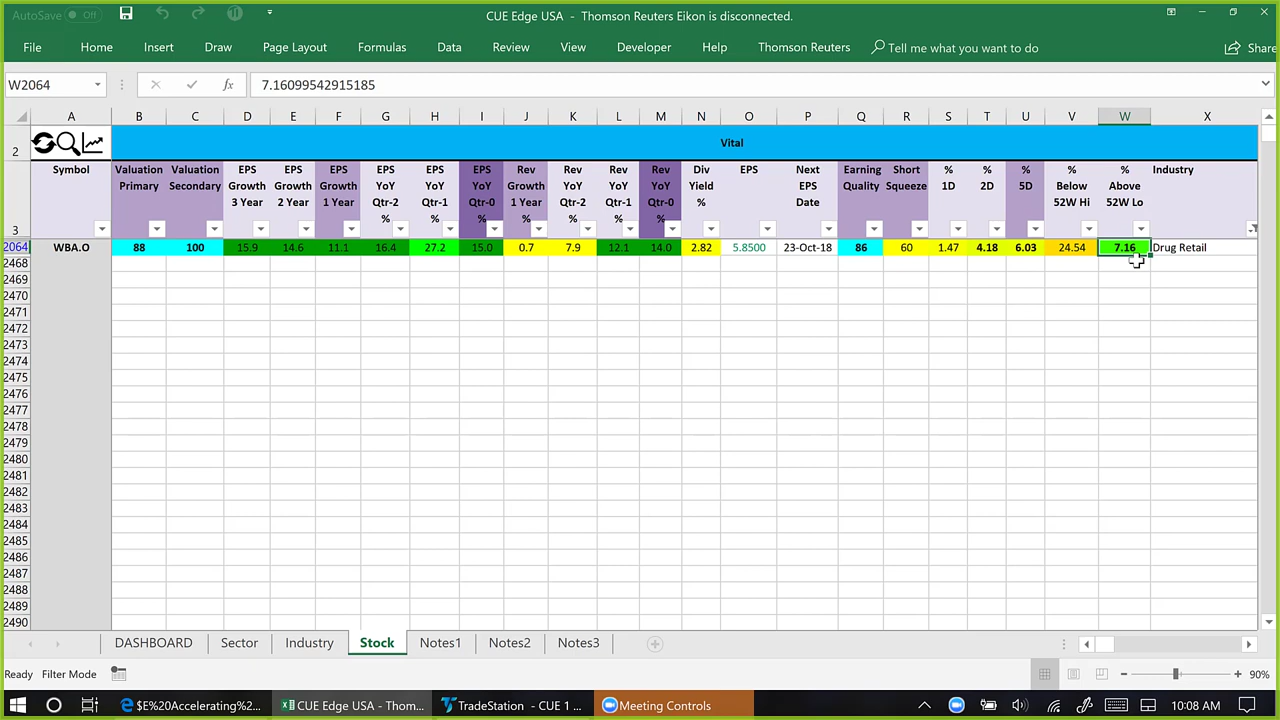 AutoSave Off
CUE Edge USA - Thomson Reuters Eikon is disconnected.
File Home Insert Draw Page Layout Formulas Data Review View Developer Help Thomson Reuters Tell me what you want to do Share
W2064 fx 7.16099542915185
A B C D E F G H I J K L M N O P Q R S T U V W X
2 Vital
3 Symbol Valuation Primary Valuation Secondary EPS Growth 3 Year EPS Growth 2 Year EPS Growth 1 Year EPS YoY Qtr-2 % EPS YoY Qtr-1 % EPS YoY Qtr-0 % Rev Growth 1 Year Rev YoY Qtr-2 % Rev YoY Qtr-1 % Rev YoY Qtr-0 % Div Yield % EPS Next EPS Date Earning Quality Short Squeeze % 1D % 2D % 5D % Below 52W Hi % Above 52W Lo Industry
2064 WBA.O 88 100 15.9 14.6 11.1 16.4 27.2 15.0 0.7 7.9 12.1 14.0 2.82 5.8500 23-Oct-18 86 60 1.47 4.18 6.03 24.54 7.16 Drug Retail
2468
2469
2470
2471
2472
2473
2474
2475
2476
2477
2478
2479
2480
2481
2482
2483
2484
2485
2486
2487
2488
2489
2490
DASHBOARD Sector Industry Stock Notes1 Notes2 Notes3
Ready Filter Mode 90%
$E%20Accelerating%2... CUE Edge USA - Thom... TradeStation - CUE 1 ... Meeting Controls 10:08 AM